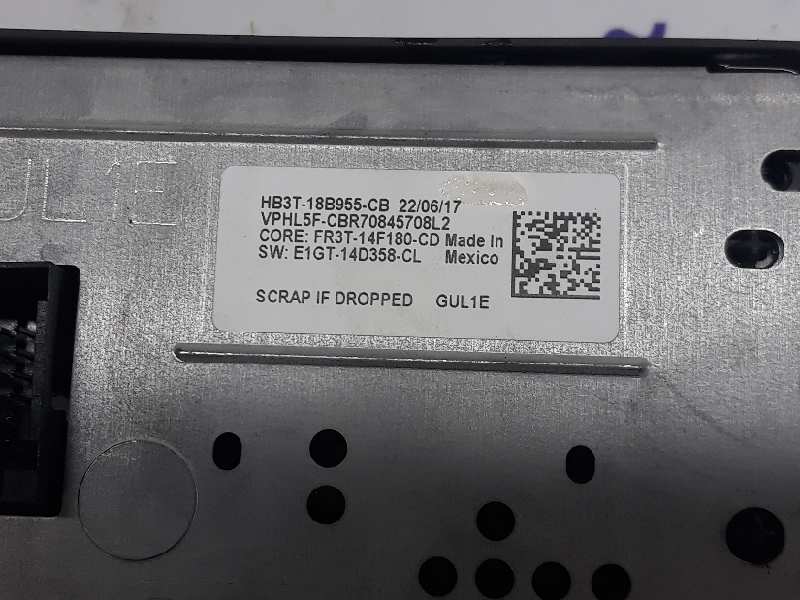 HB3T-18B955-CB 22/06/17
VPHL5F-CBR70845708L2
CORE: FR3T-14F180-CD Made In
SW: E1GT-14D358-CL Mexico
SCRAP IF DROPPED GUL1E